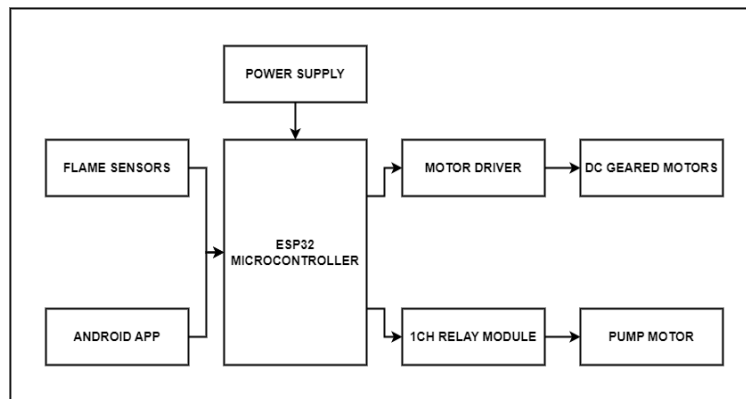 POWER SUPPLY
FLAME SENSORS
MOTOR DRIVER
DC GEARED MOTORS
ESP32
MICROCONTROLLER
ANDROID APP
1CH RELAY MODULE
PUMP MOTOR